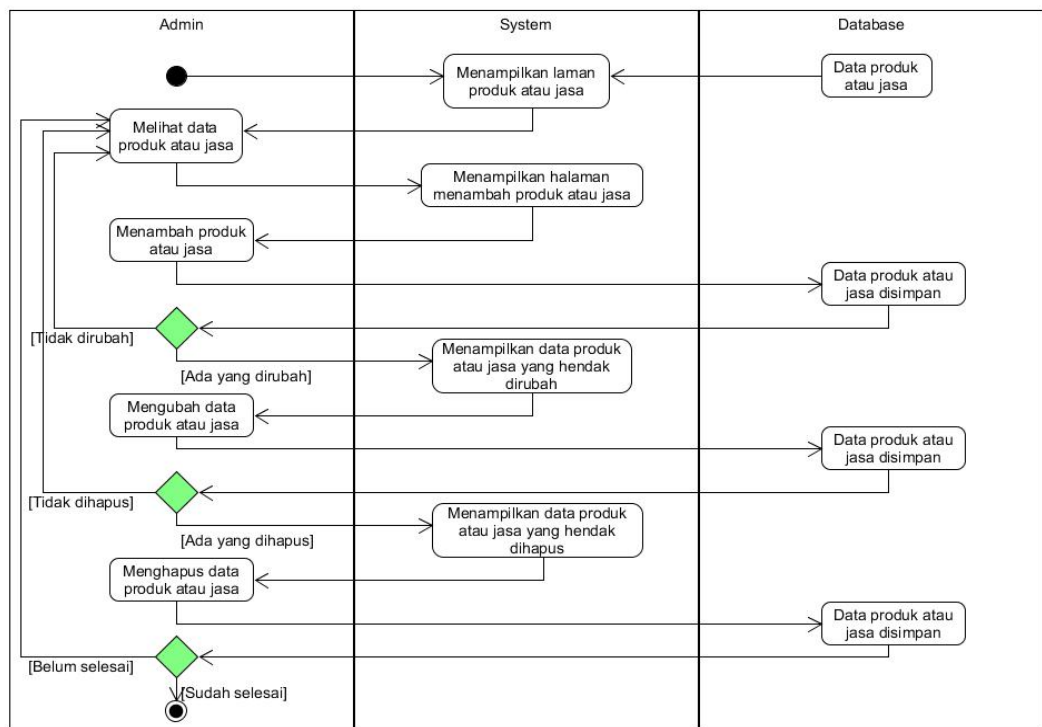 Admin
System
Database
Menampilkan laman
produk atau jasa
Data produk
atau jasa
Melihat data
produk atau jasa
Menampilkan halaman
menambah produk atau jasa
Menambah produk
atau jasa
Data produk atau
jasa disimpan
[Tidak dirubah]
[Ada yang dirubah]
Menampilkan data produk
atau jasa yang hendak
dirubah
Mengubah data
produk atau jasa
Data produk atau
jasa disimpan
[Tidak dihapus]
[Ada yang dihapus]
Menampilkan data produk
atau jasa yang hendak
dihapus
Menghapus data
produk atau jasa
Data produk atau
jasa disimpan
[Belum selesai]
[Sudah selesai]